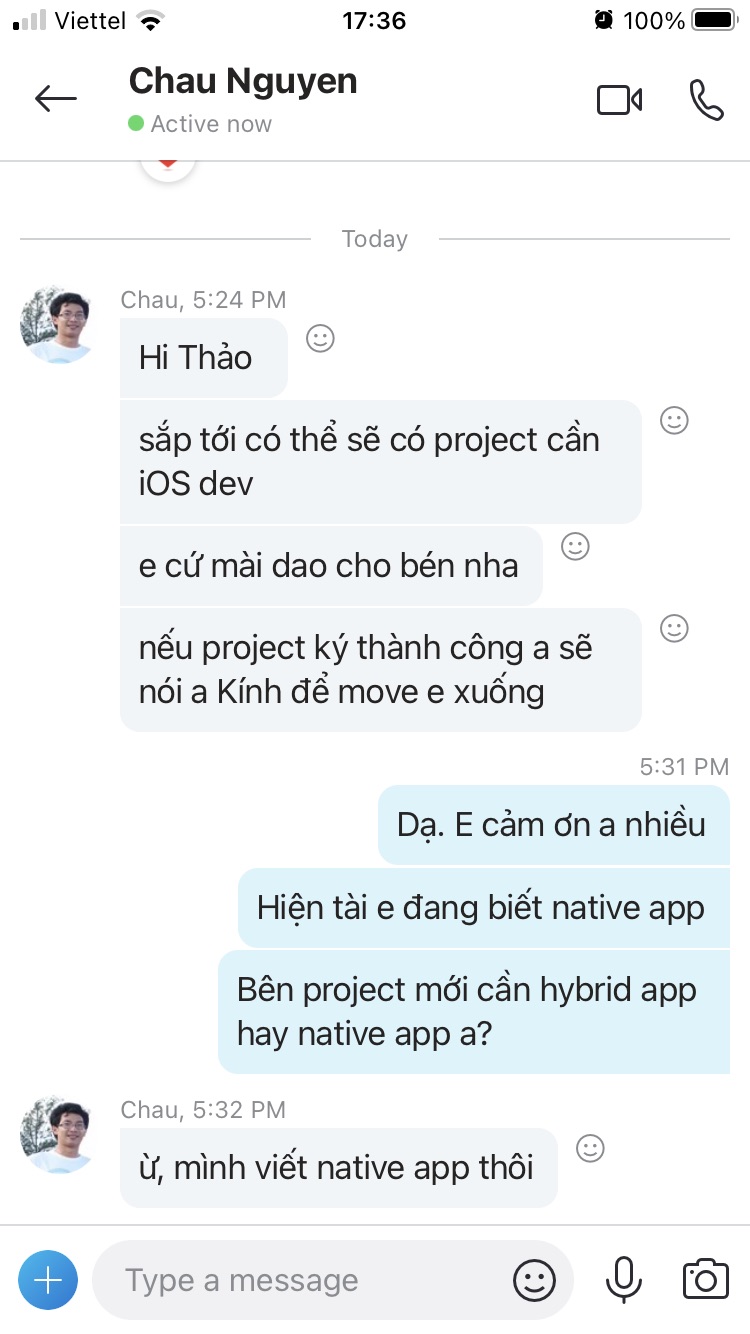 Viettel 17:36 100%
Chau Nguyen
Active now
Today
Chau, 5:24 PM
Hi Thảo
sắp tới có thể sẽ có project cần
iOS dev
e cứ mài dao cho bén nha
nếu project ký thành công a sẽ
nói a Kính để move e xuống
5:31 PM
Dạ. E cảm ơn a nhiều
Hiện tài e đang biết native app
Bên project mới cần hybrid app
hay native app a?
Chau, 5:32 PM
ừ, mình viết native app thôi
Type a message